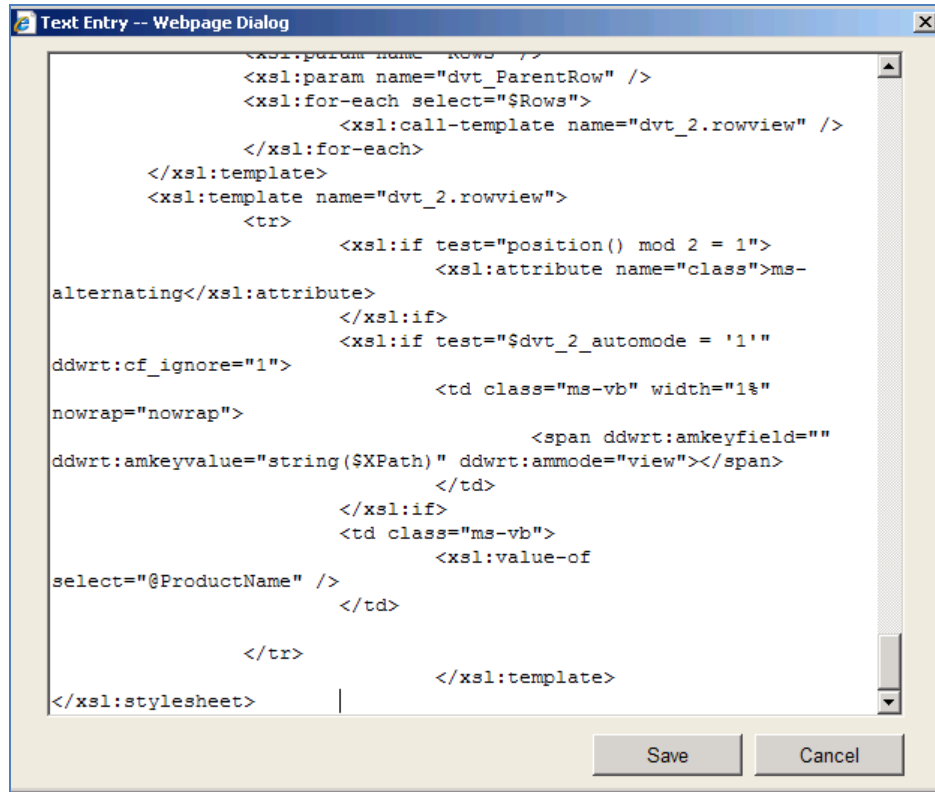 Text Entry -- Webpage Dialog
<xsl:param name="Rows" />
<xsl:param name="dvt_ParentRow" />
<xsl:for-each select="$Rows">
<xsl:call-template name="dvt_2.rowview" />
</xsl:for-each>
</xsl:template>
<xsl:template name="dvt_2.rowview">
<tr>
<xsl:if test="position() mod 2 = 1">
<xsl:attribute name="class">ms-
alternating</xsl:attribute>
</xsl:if>
<xsl:if test="$dvt_2_automode = '1'"
ddwrt:cf_ignore="1">
<td class="ms-vb" width="1%"
nowrap="nowrap">
<span ddwrt:amkeyfield=""
ddwrt:amkeyvalue="string($XPath)" ddwrt:ammode="view"></span>
</td>
</xsl:if>
<td class="ms-vb">
<xsl:value-of
select="@ProductName" />
</td>
</tr>
</xsl:template>
</xsl:stylesheet>
Save Cancel